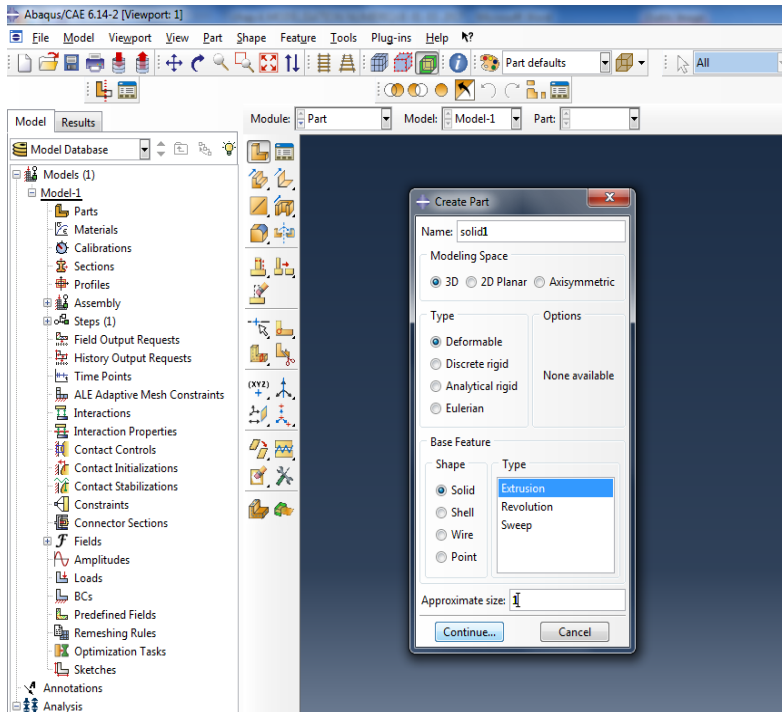 Abaqus/CAE 6.14-2 [Viewport: 1]
File Model Viewport View Part Shape Feature Tools Plug-ins Help
Part defaults All
Model Results
Module: Part Model: Model-1 Part:
Model Database
Models (1)
Model-1
Parts
Materials
Calibrations
Sections
Profiles
Assembly
Steps (1)
Field Output Requests
History Output Requests
Time Points
ALE Adaptive Mesh Constraints
Interactions
Interaction Properties
Contact Controls
Contact Initializations
Contact Stabilizations
Constraints
Connector Sections
Fields
Amplitudes
Loads
BCs
Predefined Fields
Remeshing Rules
Optimization Tasks
Sketches
Annotations
Analysis
(XYZ)
Create Part
Name: solid1
Modeling Space
3D 2D Planar Axisymmetric
Type
Deformable
Discrete rigid
Analytical rigid
Eulerian
Options
None available
Base Feature
Shape
Solid
Shell
Wire
Point
Type
Extrusion
Revolution
Sweep
Approximate size: 1
Continue... Cancel